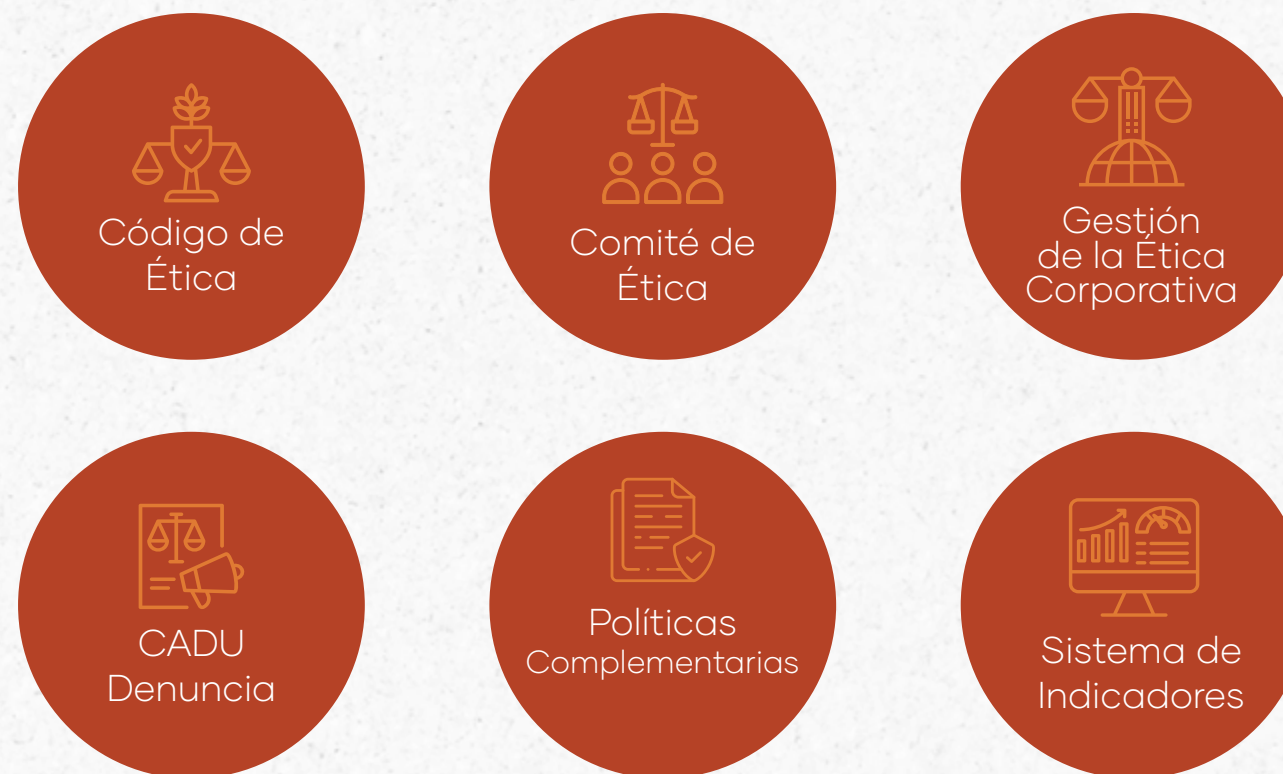 Código de
Ética
Comité de
Ética
Gestión
de la Ética
Corporativa
CADU
Denuncia
Políticas
Complementarias
Sistema de
Indicadores